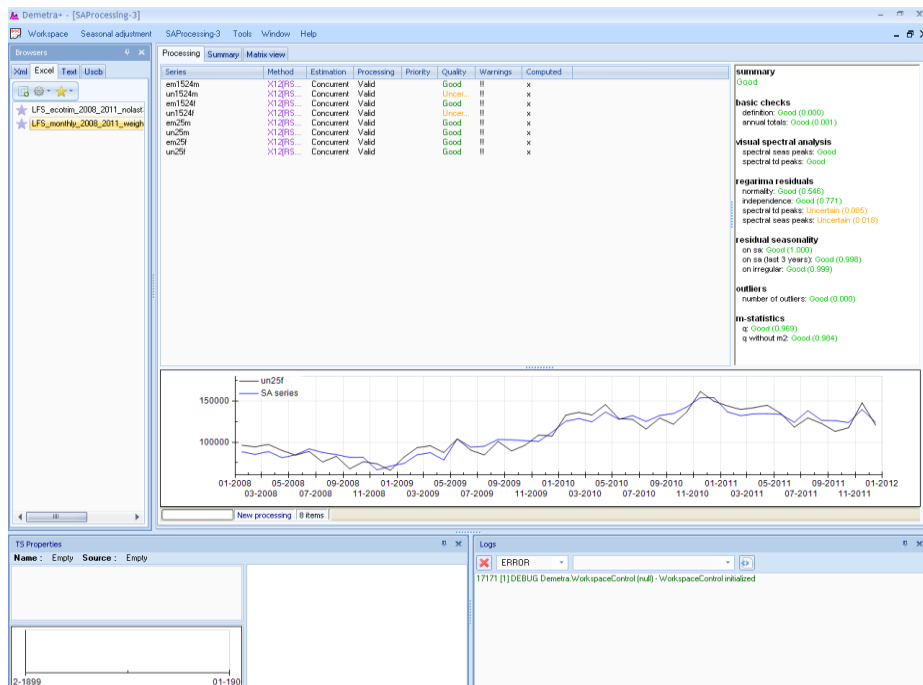 Demetra+ - [SAProcessing-3]
Workspace Seasonal adjustment SAProcessing-3 Tools Window Help
Browsers
Xml Excel Text Uscb
LFS_ecotrim_2008_2011_nolast
LFS_monthly_2008_2011_weigh
Processing Summary Matrix view
Series Method Estimation Processing Priority Quality Warnings Computed
em1524m X12[RS... Concurrent Valid Good !! x
un1524m X12[RS... Concurrent Valid Uncer... !! x
em1524f X12[RS... Concurrent Valid Good !! x
un1524f X12[RS... Concurrent Valid Uncer... !! x
em25m X12[RS... Concurrent Valid Good !! x
un25m X12[RS... Concurrent Valid Good !! x
em25f X12[RS... Concurrent Valid Good !! x
un25f X12[RS... Concurrent Valid Good !! x
summary
Good
basic checks
definition: Good (0.000)
annual totals: Good (0.001)
visual spectral analysis
spectral seas peaks: Good
spectral td peaks: Good
regarima residuals
normality: Good (0.546)
independence: Good (0.771)
spectral td peaks: Uncertain (0.085)
spectral seas peaks: Uncertain (0.018)
residual seasonality
on sa: Good (1.000)
on sa (last 3 years): Good (0.998)
on irregular: Good (0.999)
outliers
number of outliers: Good (0.000)
m-statistics
q: Good (0.969)
q without m2: Good (0.984)
un25f
SA series
150000
100000
01-2008 05-2008 09-2008 01-2009 05-2009 09-2009 01-2010 05-2010 09-2010 01-2011 05-2011 09-2011 01-2012
03-2008 07-2008 11-2008 03-2009 07-2009 11-2009 03-2010 07-2010 11-2010 03-2011 07-2011 11-2011
New processing 8 items
TS Properties
Name : Empty Source : Empty
2-1899 01-190
Logs
ERROR
17171 [1] DEBUG Demetra.WorkspaceControl (null) - WorkspaceControl initialized